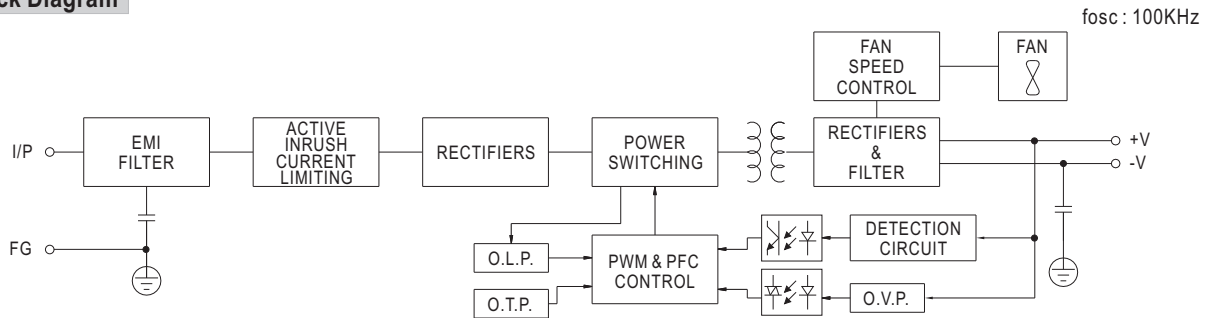 ck Diagram
fosc : 100KHz
FAN
SPEED
CONTROL
FAN
I/P
EMI
FILTER
ACTIVE
INRUSH
CURRENT
LIMITING
RECTIFIERS
POWER
SWITCHING
RECTIFIERS
&
FILTER
+V
-V
FG
O.L.P.
PWM & PFC
CONTROL
DETECTION
CIRCUIT
O.T.P.
O.V.P.